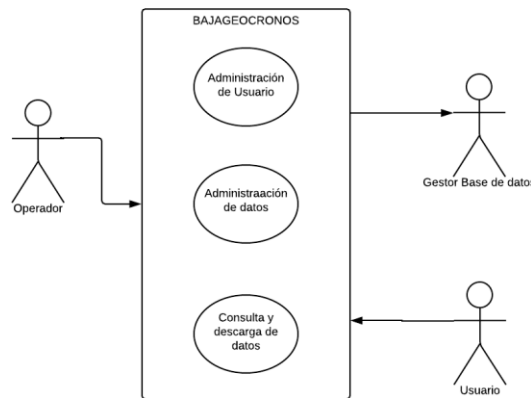 BAJAGEOCRONOS
Administración
de Usuario
Operador
Gestor Base de datos
Administraación
de datos
Consulta y
descarga de
datos
Usuario